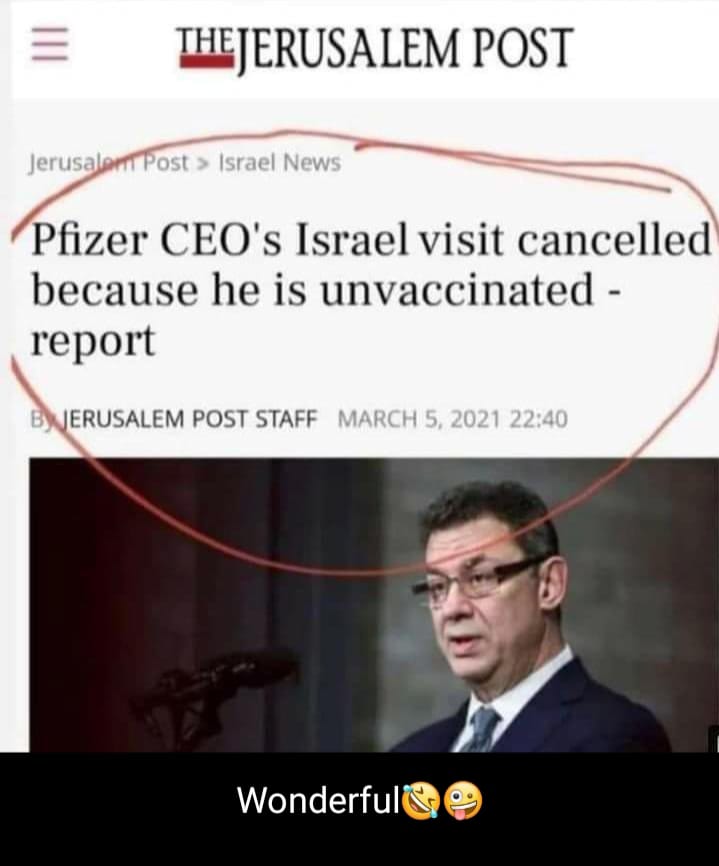 THE JERUSALEM POST
Jerusalem Post > Israel News
Pfizer CEO's Israel visit cancelled
because he is unvaccinated -
report
By JERUSALEM POST STAFF MARCH 5, 2021 22:40
Wonderful🤣🤪